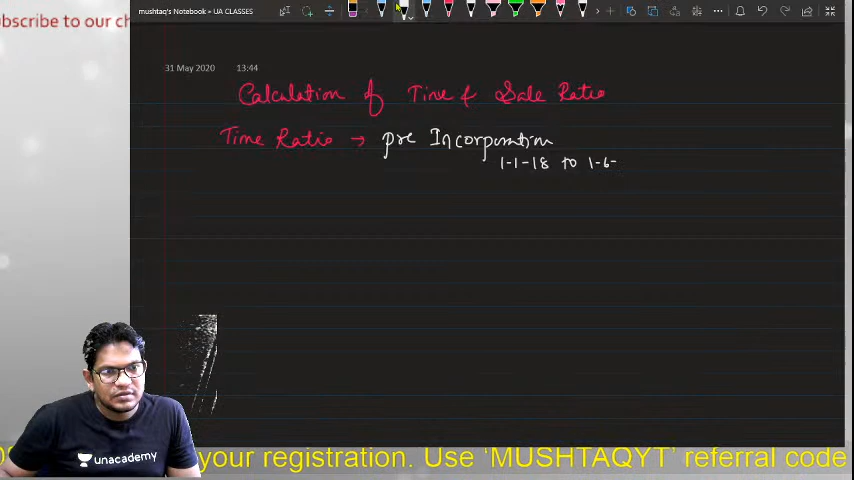 ubscribe to our ch
mushtaq's Notebook » UA CLASSES
31 May 2020 13:44
Calculation of Time & Sale Ratio
Time Ratio → pre Incorporation
1-1-18 to 1-6-
unacademy
your registration. Use 'MUSHTAQYT' referral code